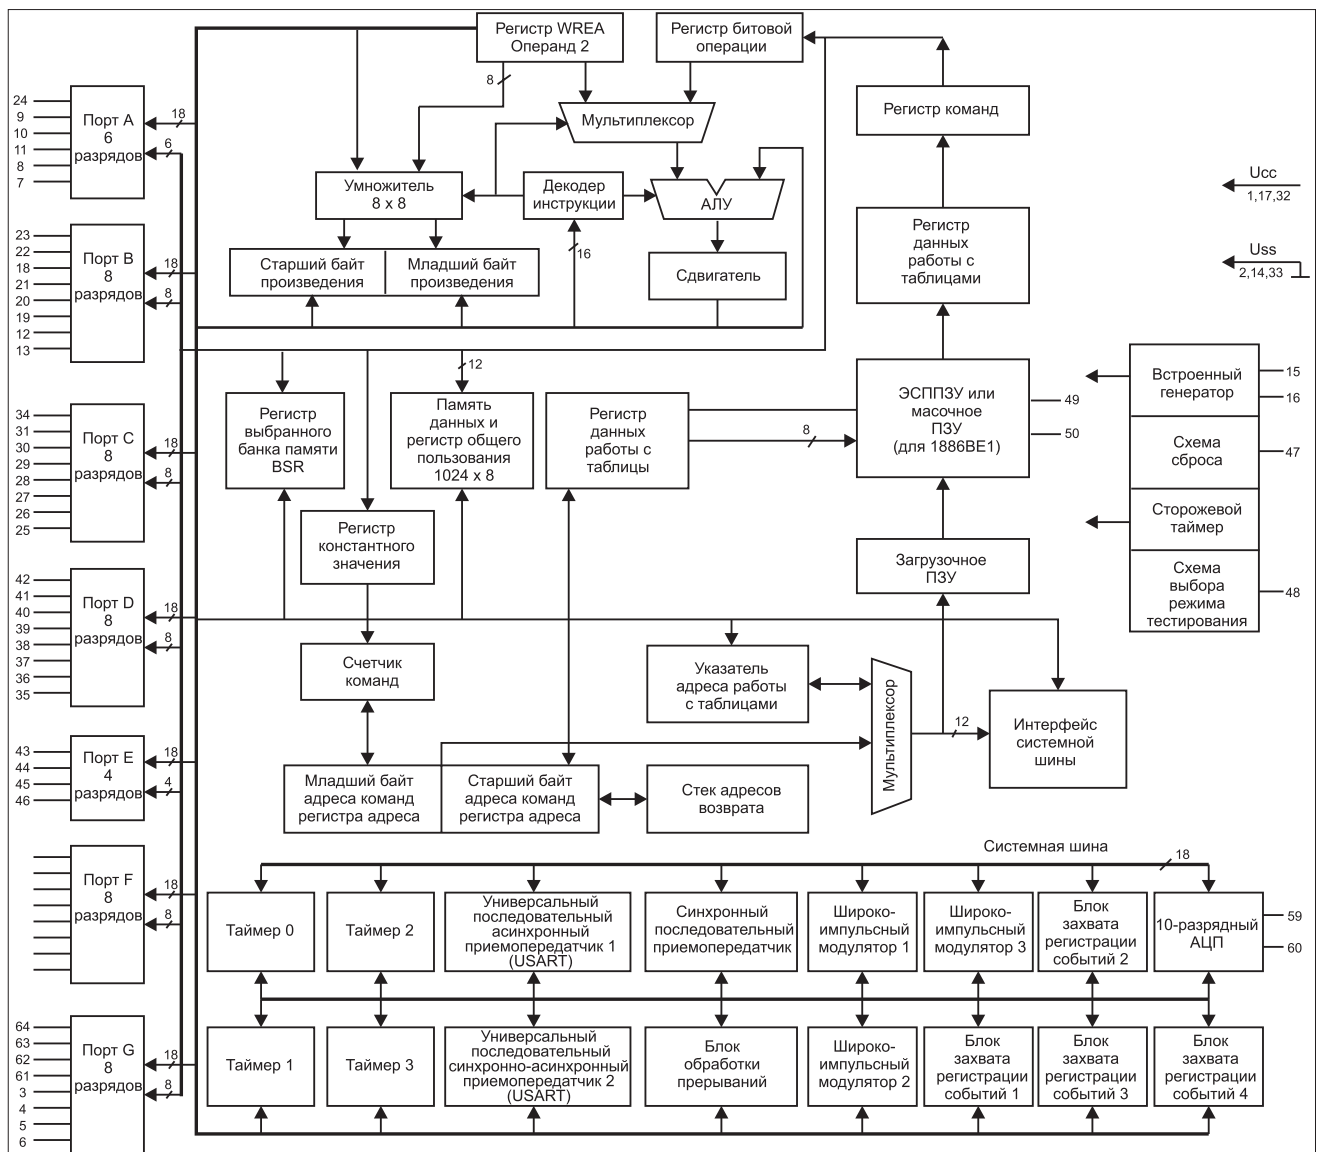 Регистр WREA
Операнд 2
Регистр битовой
операции
8
Мультиплексор
Регистр команд
24
9
10
11
8
7
Порт A
6
разрядов
18
6
Умножитель
8 x 8
Декодер
инструкции
АЛУ
16
Ucc
1,17,32
Старший байт
произведения
Младший байт
произведения
Сдвигатель
Регистр
данных
работы с
таблицами
Uss
2,14,33
23
22
18
21
20
19
12
13
Порт B
8
разрядов
18
8
12
Регистр
выбранного
банка памяти
BSR
Память
данных и
регистр общего
пользования
1024 x 8
Регистр
данных
работы с
таблицы
8
ЭСППЗУ или
масочное
ПЗУ
(для 1886ВЕ1)
49
50
Встроенный
генератор
15
16
Схема
сброса
47
Сторожевой
таймер
Схема
выбора
режима
тестирования
48
34
31
30
29
28
27
26
25
Порт C
8
разрядов
18
8
Регистр
константного
значения
Загрузочное
ПЗУ
42
41
40
39
38
37
36
35
Порт D
8
разрядов
18
8
Счетчик
команд
Указатель
адреса работы
с таблицами
Мультиплексор
12
Интерфейс
системной
шины
43
44
45
46
Порт E
4
разрядов
18
4
Младший байт
адреса команд
регистра адреса
Старший байт
адреса команд
регистра адреса
Стек адресов
возврата
Системная шина
18
Порт F
8
разрядов
18
8
Таймер 0
Таймер 2
Универсальный
последовательный
асинхронный
приемопередатчик 1
(USART)
Синхронный
последовательный
приемопередатчик
Широко-
импульсный
модулятор 1
Широко-
импульсный
модулятор 3
Блок
захвата
регистрации
событий 2
10-разрядный
АЦП
59
60
64
63
62
61
3
4
5
6
Порт G
8
разрядов
18
8
Таймер 1
Таймер 3
Универсальный
последовательный
синхронно-асинхронный
приемопередатчик 2
(USART)
Блок
обработки
прерываний
Широко-
импульсный
модулятор 2
Блок
захвата
регистрации
событий 1
Блок
захвата
регистрации
событий 3
Блок
захвата
регистрации
событий 4